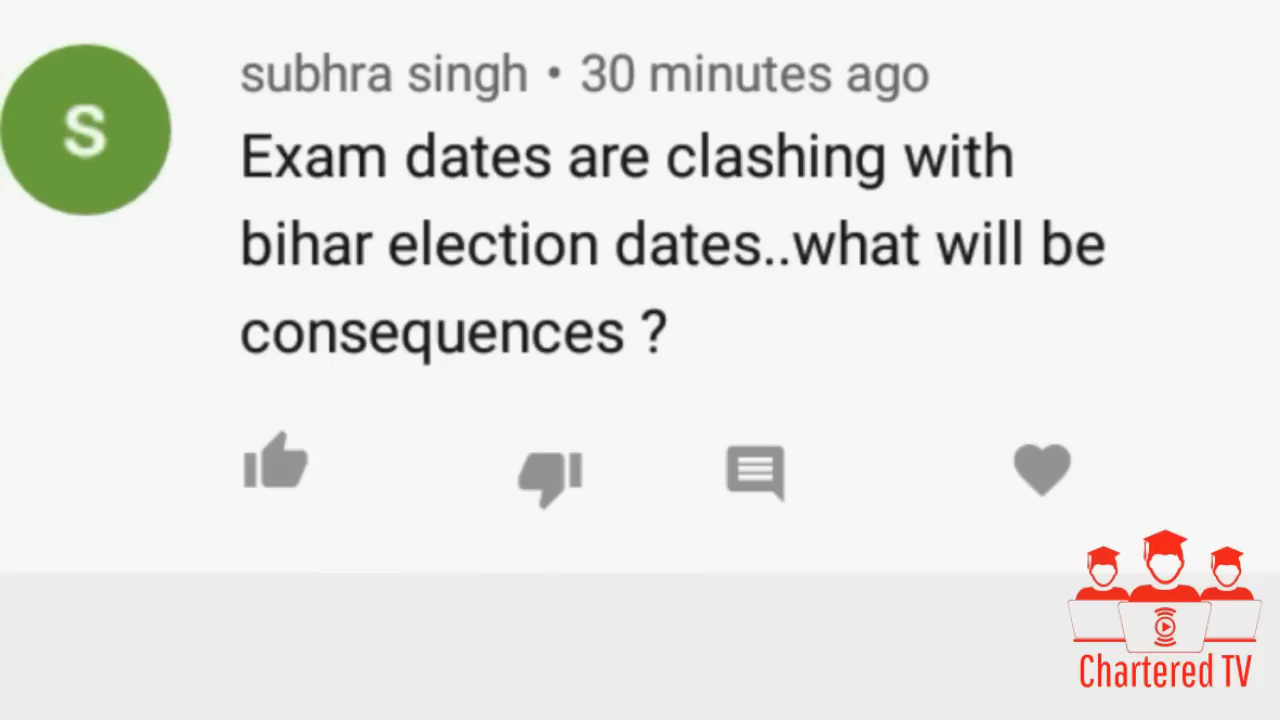 S
subhra singh • 30 minutes ago
Exam dates are clashing with
bihar election dates..what will be
consequences ?
Chartered TV